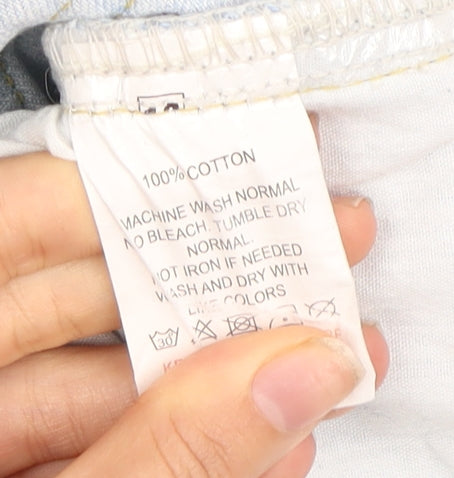 100% COTTON
MACHINE WASH NORMAL
NO BLEACH. TUMBLE DRY
NORMAL.
HOT IRON IF NEEDED
WASH AND DRY WITH
LIKE COLORS
30